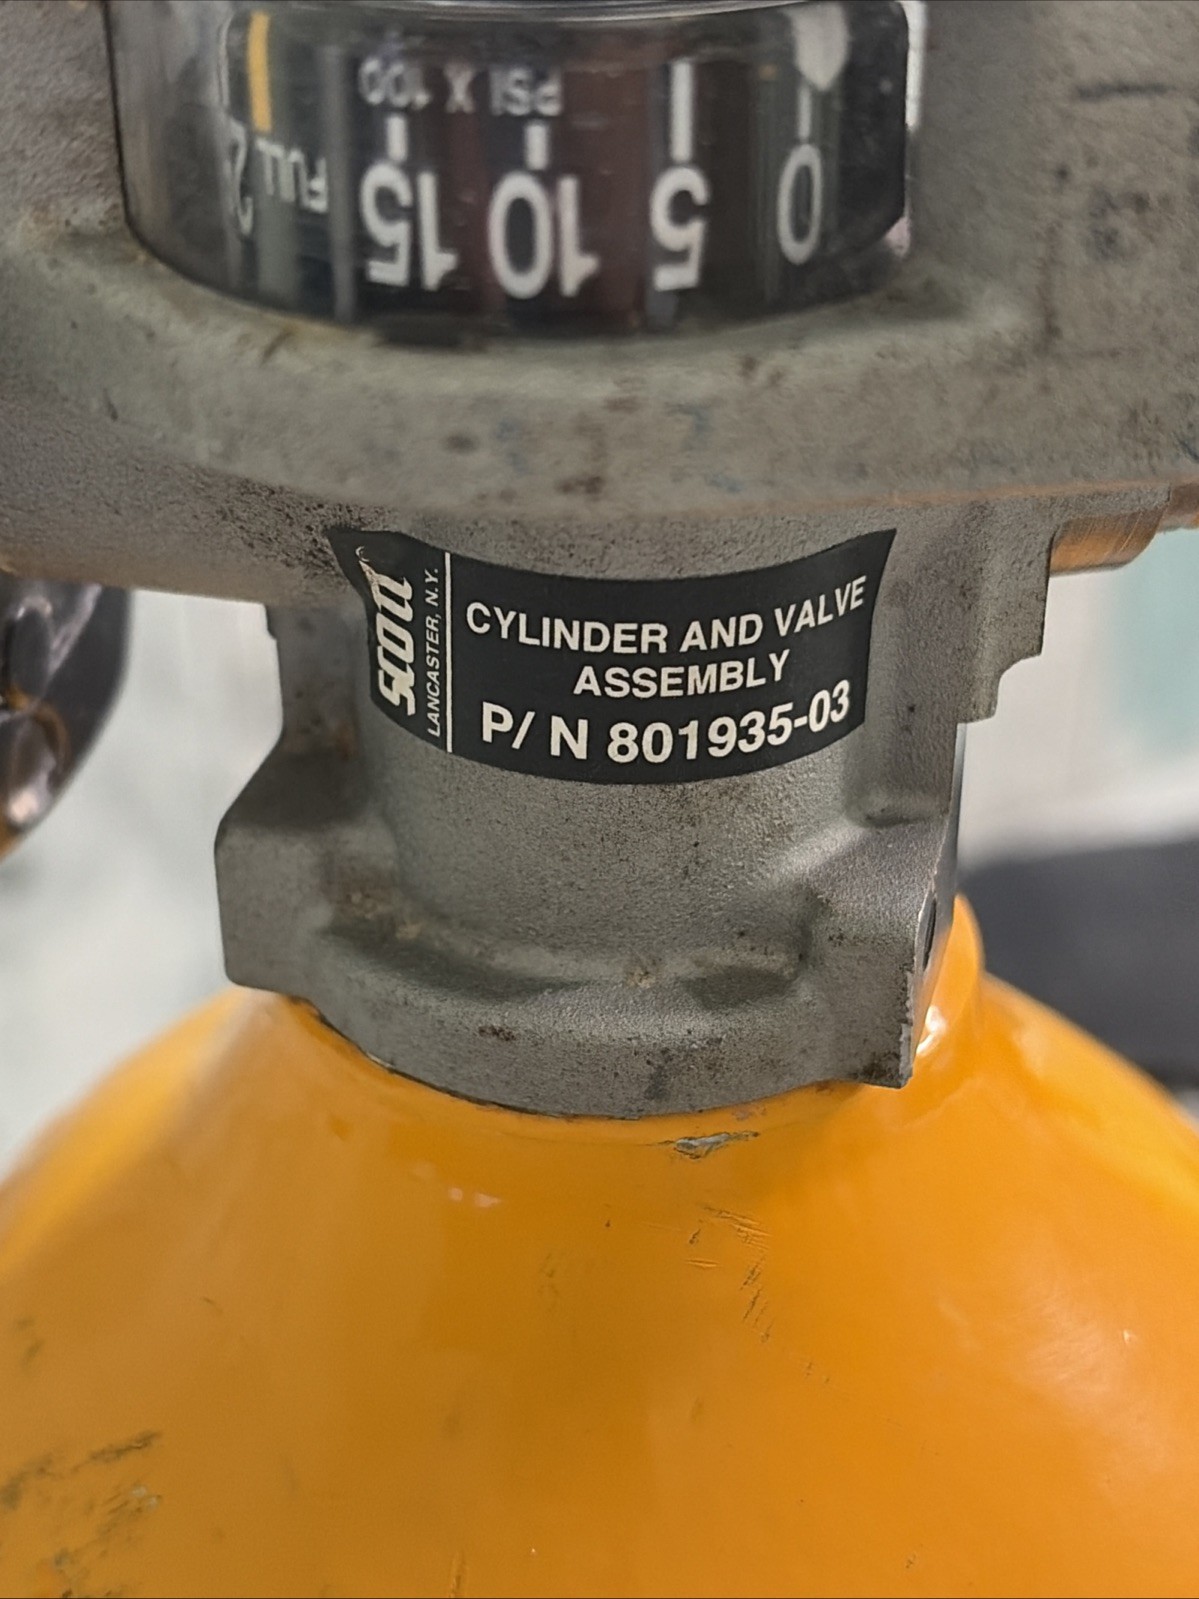 PSI X 100
0 5 10 15 FULL
SCOTT
LANCASTER, N.Y.
CYLINDER AND VALVE
ASSEMBLY
P/N 801935-03